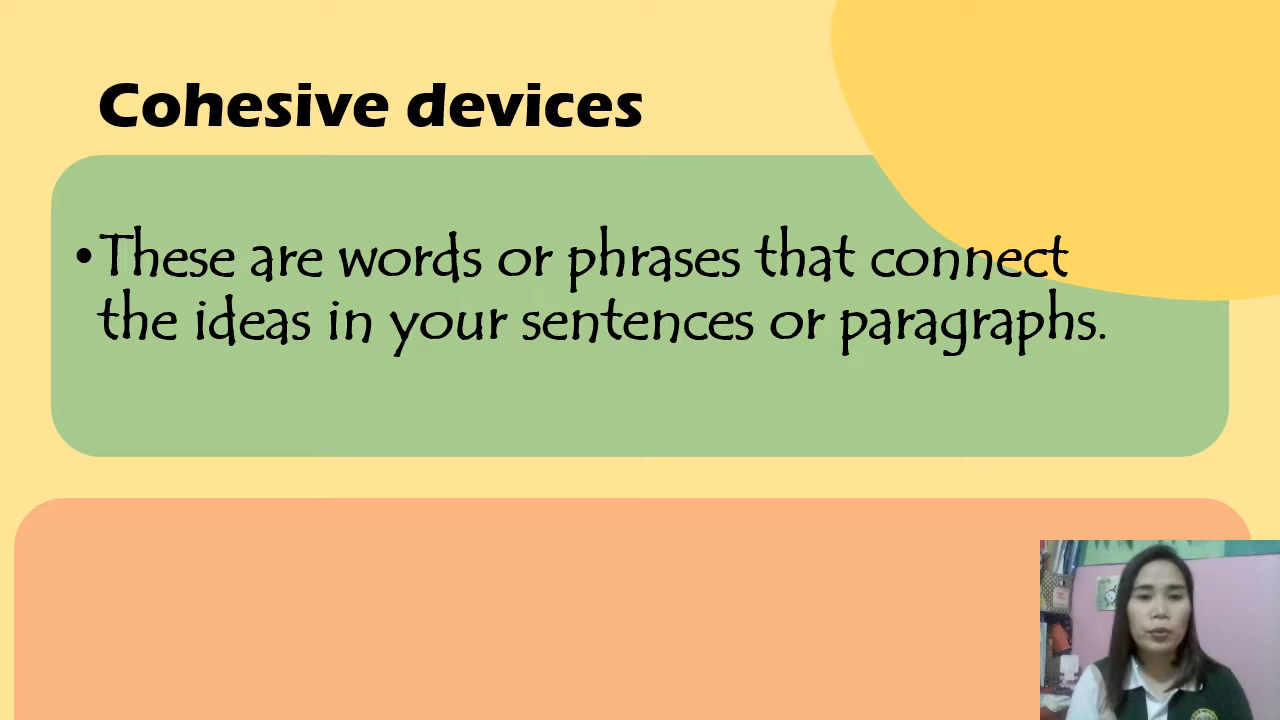 Cohesive devices
•These are words or phrases that connect
the ideas in your sentences or paragraphs.